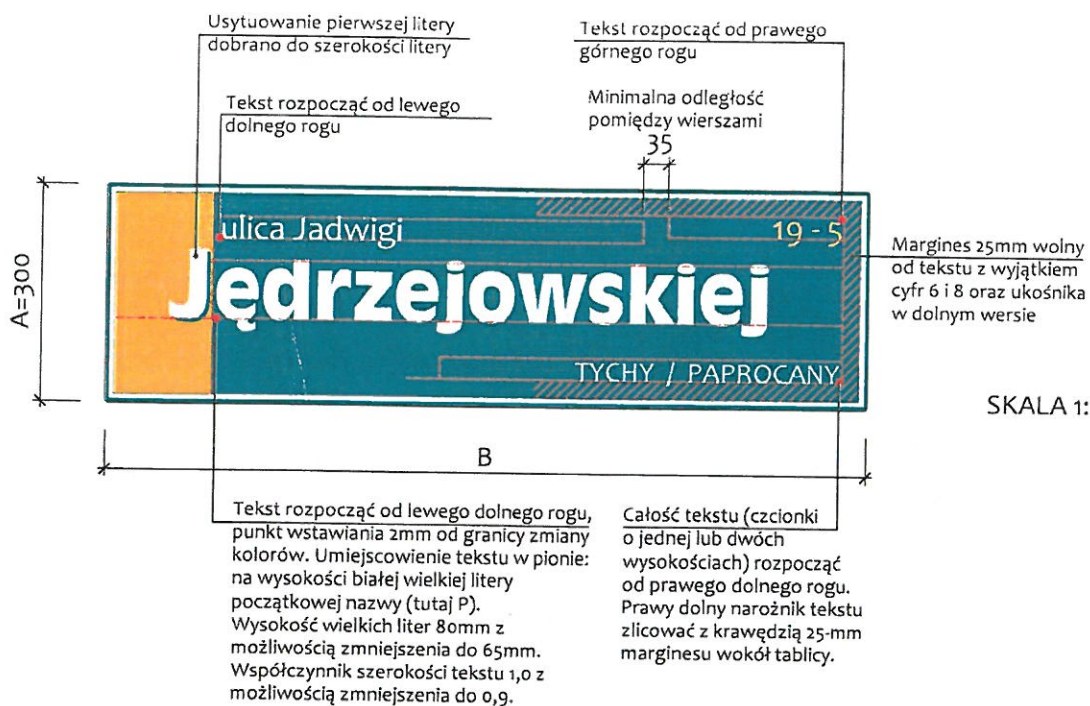 Usytuowanie pierwszej litery
dobrano do szerokości litery
Tekst rozpocząć od prawego
górnego rogu
Tekst rozpocząć od lewego
dolnego rogu
Minimalna odległość
pomiędzy wierszami
35
A=300
ulica Jadwigi
19 - 5
Jędrzejowskiej
TYCHY / PAPROCANY
Margines 25mm wolny
od tekstu z wyjątkiem
cyfr 6 i 8 oraz ukośnika
w dolnym wersie
SKALA 1:
B
Tekst rozpocząć od lewego dolnego rogu,
punkt wstawiania 2mm od granicy zmiany
kolorów. Umiejscowienie tekstu w pionie:
na wysokości białej wielkiej litery
początkowej nazwy (tutaj P).
Wysokość wielkich liter 80mm z
możliwością zmniejszenia do 65mm.
Współczynnik szerokości tekstu 1,0 z
możliwością zmniejszenia do 0,9.
Całość tekstu (czcionki
o jednej lub dwóch
wysokościach) rozpocząć
od prawego dolnego rogu.
Prawy dolny narożnik tekstu
zlicować z krawędzią 25-mm
marginesu wokół tablicy.